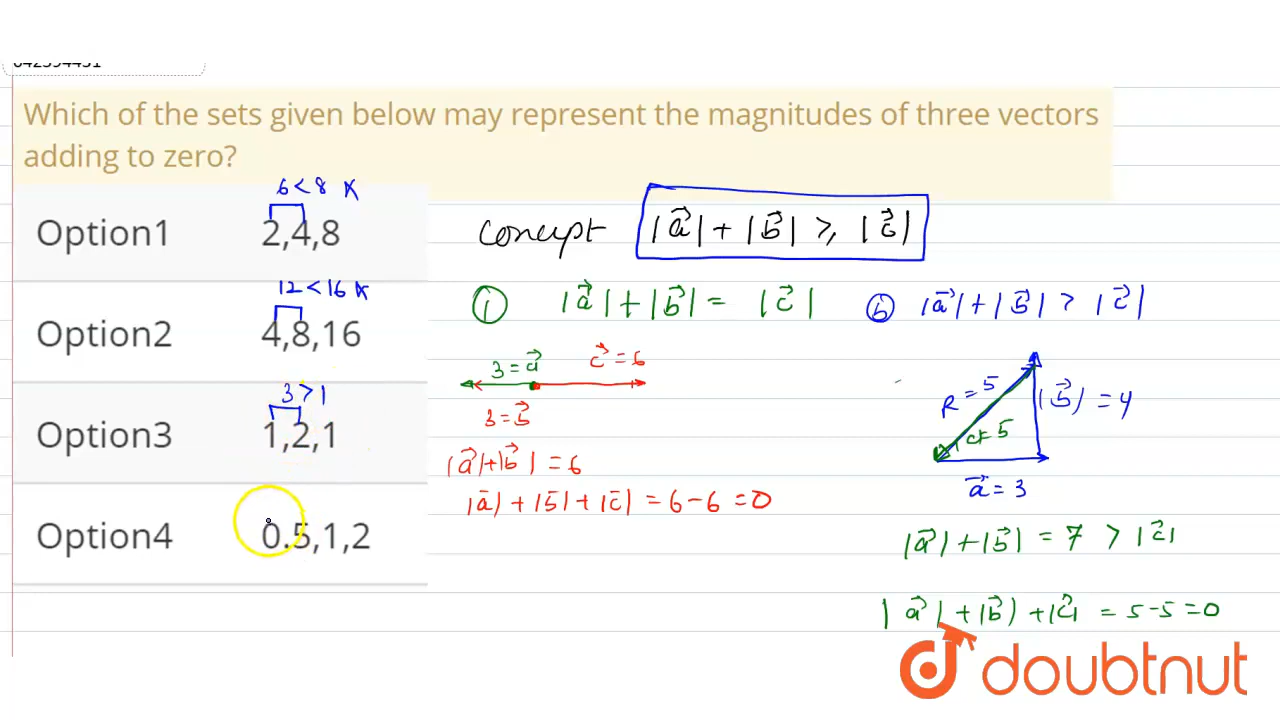 642594431
Which of the sets given below may represent the magnitudes of three vectors
adding to zero?
6 < 8 ×
Option1 2,4,8
12 < 16 ×
Option2 4,8,16
3 > 1
Option3 1,2,1
Option4 0.5,1,2
Concept |a⃗| + |b⃗| ⩾ |c⃗|
① |a⃗| + |b⃗| = |c⃗|
3 = a⃗ c⃗ = 6
3 = b⃗
|a⃗|+|b⃗| = 6
|a⃗| + |b⃗| + |c⃗| = 6 - 6 = 0
ⓑ |a⃗| + |b⃗| > |c⃗|
R = 5 |b⃗| = 4
a⃗ = 3
|a⃗| + |b⃗| = 7 > |c⃗|
|a⃗| + |b⃗| + |c⃗| = 5 - 5 = 0
doubtnut